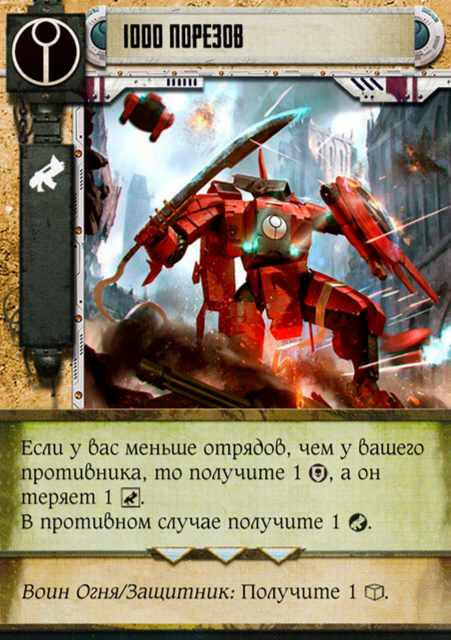 1000 ПОРЕЗОВ
Если у вас меньше отрядов, чем у вашего
противника, то получите 1 , а он
теряет 1 .
В противном случае получите 1 .
Воин Огня/Защитник: Получите 1 .